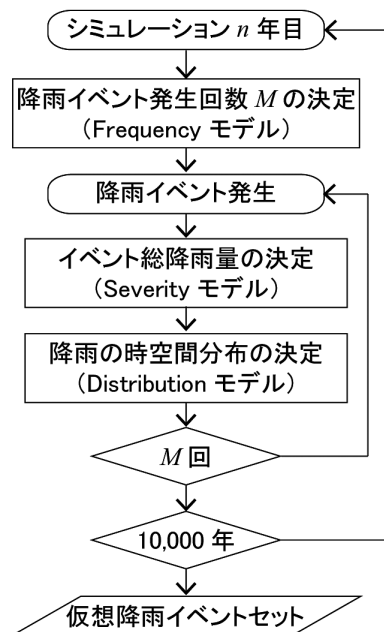 シミュレーション n 年目
降雨イベント発生回数 M の決定
（Frequency モデル）
降雨イベント発生
イベント総降雨量の決定
（Severity モデル）
降雨の時空間分布の決定
（Distribution モデル）
M 回
10,000 年
仮想降雨イベントセット